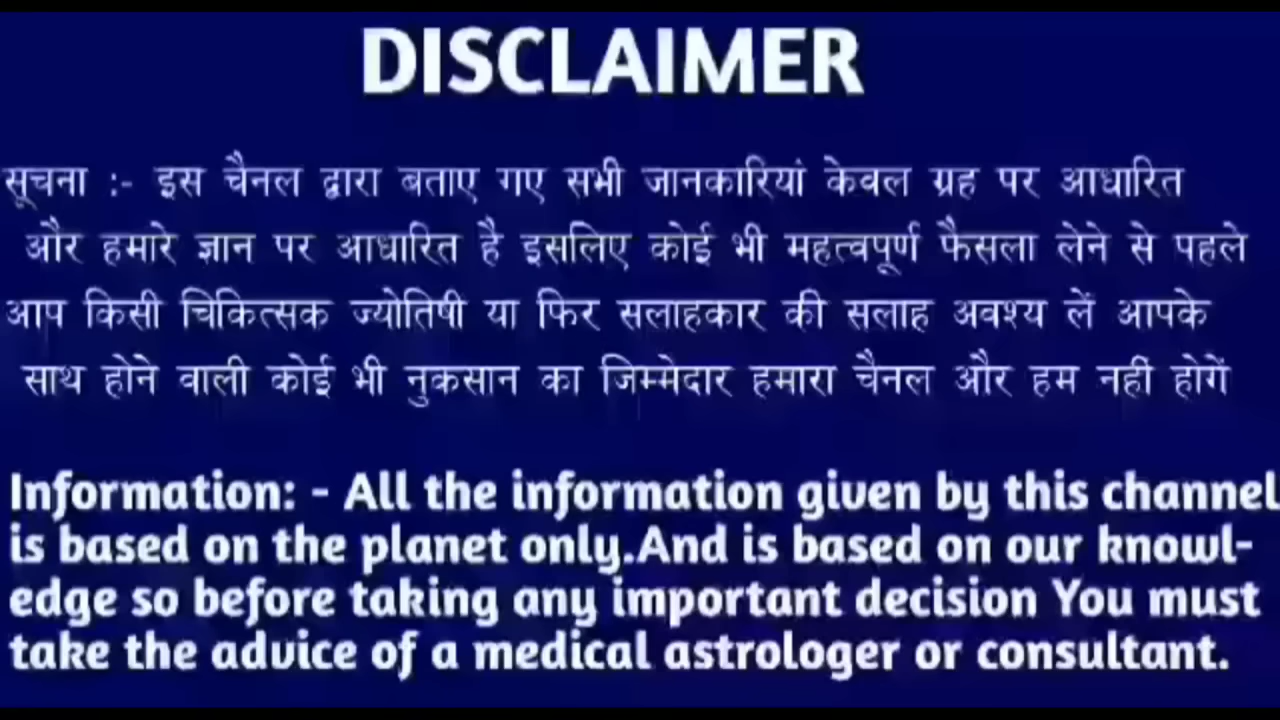 DISCLAIMER
सूचना :- इस चैनल द्वारा बताए गए सभी जानकारियां केवल ग्रह पर आधारित
और हमारे ज्ञान पर आधारित है इसलिए कोई भी महत्वपूर्ण फैसला लेने से पहले
आप किसी चिकित्सक ज्योतिषी या फिर सलाहकार की सलाह अवश्य लें आपके
साथ होने वाली कोई भी नुकसान का जिम्मेदार हमारा चैनल और हम नहीं होगें
Information: - All the information given by this channel
is based on the planet only.And is based on our knowl-
edge so before taking any important decision You must
take the advice of a medical astrologer or consultant.